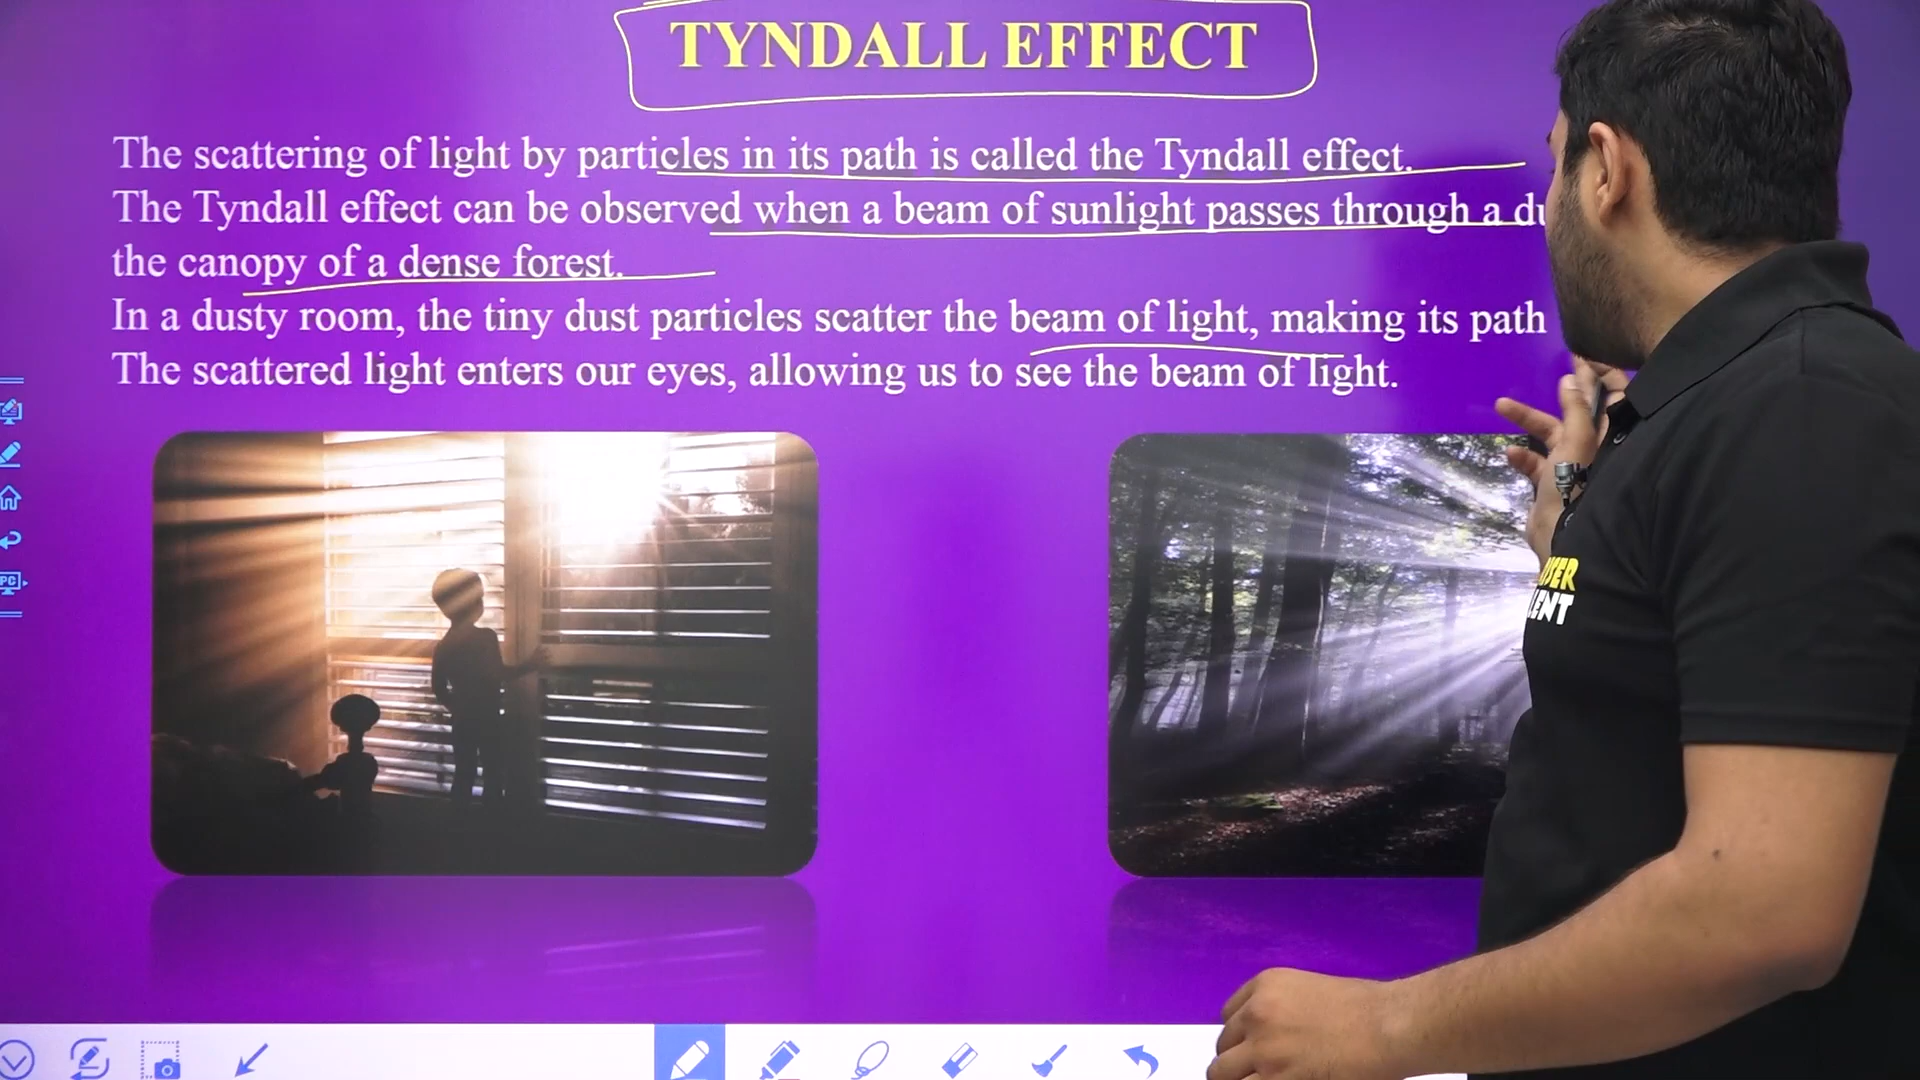 TYNDALL EFFECT
The scattering of light by particles in its path is called the Tyndall effect.
The Tyndall effect can be observed when a beam of sunlight passes through a
the canopy of a dense forest.
In a dusty room, the tiny dust particles scatter the beam of light, making its path
The scattered light enters our eyes, allowing us to see the beam of light.
PC